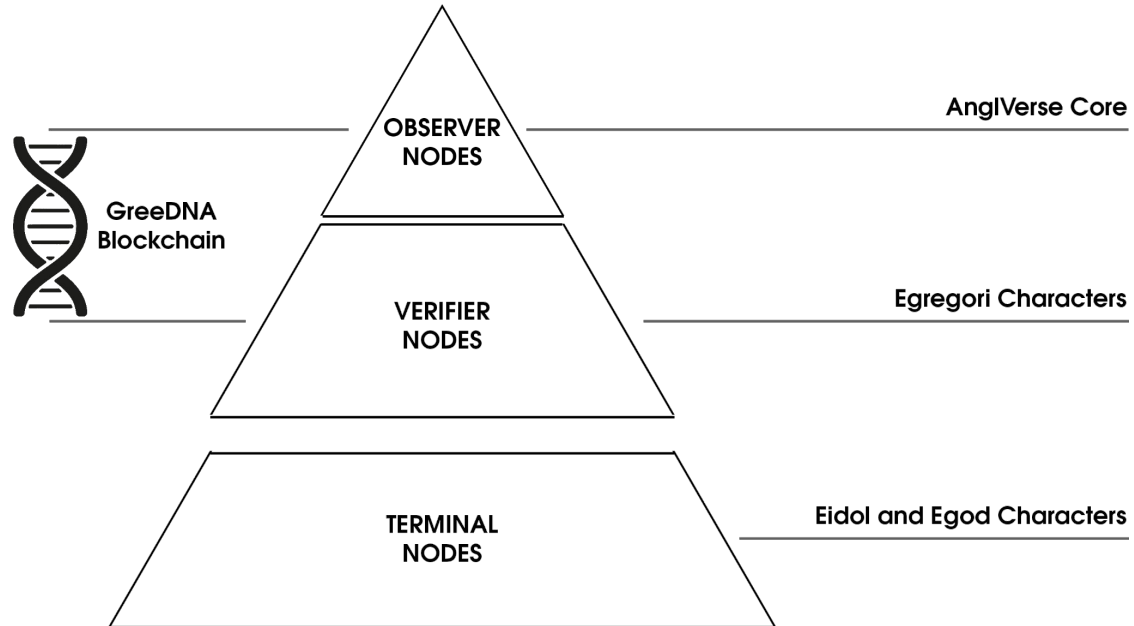 OBSERVER
NODES
AnglVerse Core
GreeDNA
Blockchain
VERIFIER
NODES
Egregori Characters
TERMINAL
NODES
Eidol and Egod Characters